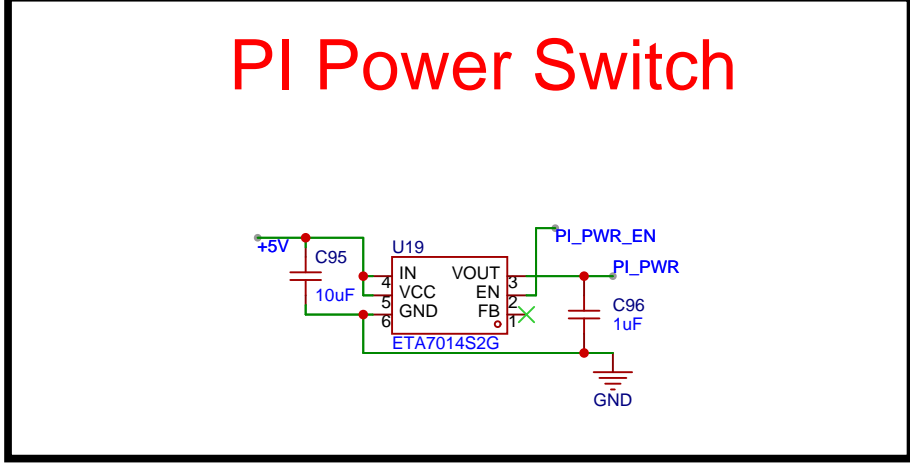 PI Power Switch
+5V
C95
10uF
U19
IN
VCC
GND
VOUT
EN
FB
4
5
6
3
2
1
ETA7014S2G
PI_PWR_EN
PI_PWR
C96
1uF
GND